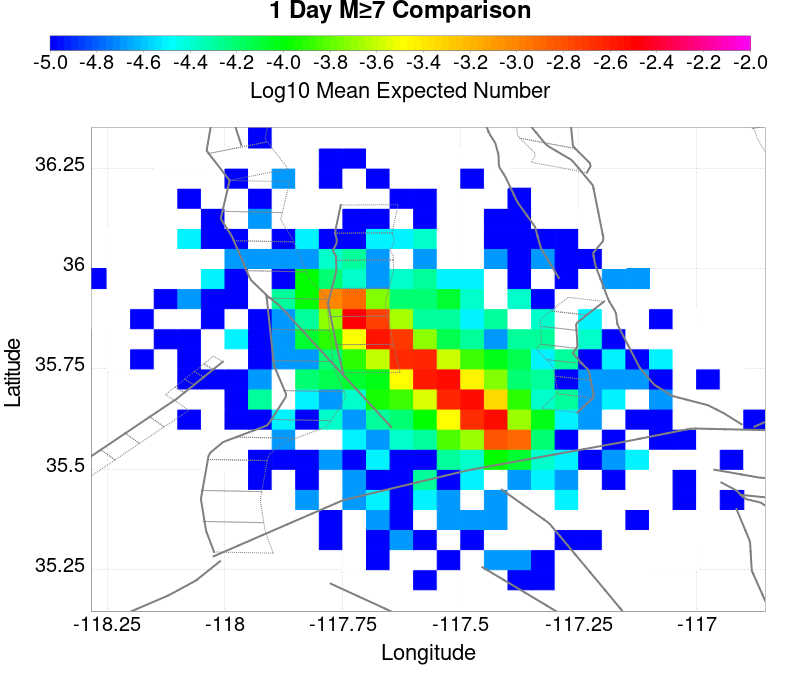 1 Day M≥7 Comparison
-5.0 -4.8 -4.6 -4.4 -4.2 -4.0 -3.8 -3.6 -3.4 -3.2 -3.0 -2.8 -2.6 -2.4 -2.2 -2.0
Log10 Mean Expected Number
36.25
36
35.75
35.5
35.25
Latitude
-118.25 -118 -117.75 -117.5 -117.25 -117
Longitude